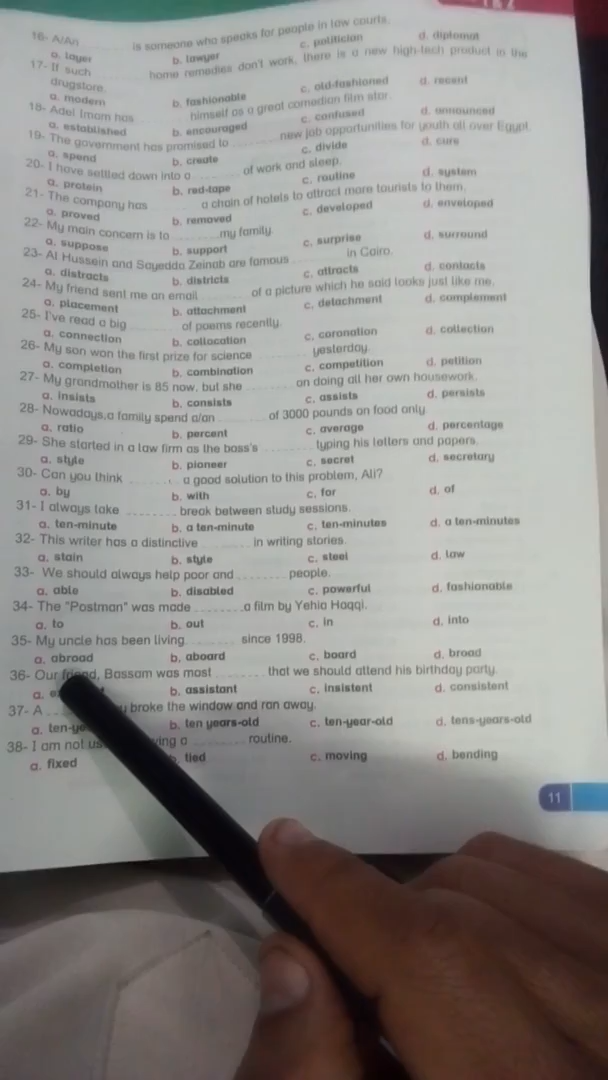 16- A/An ........ is someone who speaks for people in law courts.
a. layer b. lawyer c. politician d. diplomat
17- If such ........ home remedies don't work, there is a new high-tech product in the
drugstore.
a. modern b. fashionable c. old-fashioned d. recent
18- Adel Imam has ........ himself as a great comedian film star.
a. established b. encouraged c. confused d. announced
19- The government has promised to ........ new job opportunities for youth all over Egypt.
a. spend b. create c. divide d. cure
20- I have settled down into a ........ of work and sleep.
a. protein b. red-tape c. routine d. system
21- The company has ........ a chain of hotels to attract more tourists to them.
a. proved b. removed c. developed d. enveloped
22- My main concern is to ........ my family.
a. suppose b. support c. surprise d. surround
23- Al Hussein and Sayedda Zeinab are famous ........ in Cairo.
a. distracts b. districts c. attracts d. contacts
24- My friend sent me an email ........ of a picture which he said looks just like me.
a. placement b. attachment c. detachment d. complement
25- I've read a big ........ of poems recently.
a. connection b. collocation c. coronation d. collection
26- My son won the first prize for science ........ yesterday.
a. completion b. combination c. competition d. petition
27- My grandmother is 85 now, but she ........ on doing all her own housework.
a. insists b. consists c. assists d. persists
28- Nowadays,a family spend a/an ........ of 3000 pounds on food only
a. ratio b. percent c. average d. percentage
29- She started in a law firm as the boss's ........ typing his letters and papers.
a. style b. pioneer c. secret d. secretary
30- Can you think ........ a good solution to this problem, Ali?
a. by b. with c. for d. of
31- I always take ........ break between study sessions.
a. ten-minute b. a ten-minute c. ten-minutes d. a ten-minutes
32- This writer has a distinctive ........ in writing stories.
a. stain b. style c. steel d. law
33- We should always help poor and ........ people.
a. able b. disabled c. powerful d. fashionable
34- The "Postman" was made ........ a film by Yehia Haqqi.
a. to b. out c. in d. into
35- My uncle has been living ........ since 1998.
a. abroad b. aboard c. board d. broad
36- Our friend, Bassam was most ........ that we should attend his birthday party.
a. b. assistant c. insistent d. consistent
37- A ........ broke the window and ran away.
a. b. ten years-old c. ten-year-old d. tens-years-old
38- I am not a ........ routine.
a. fixed b. tied c. moving d. bending
11